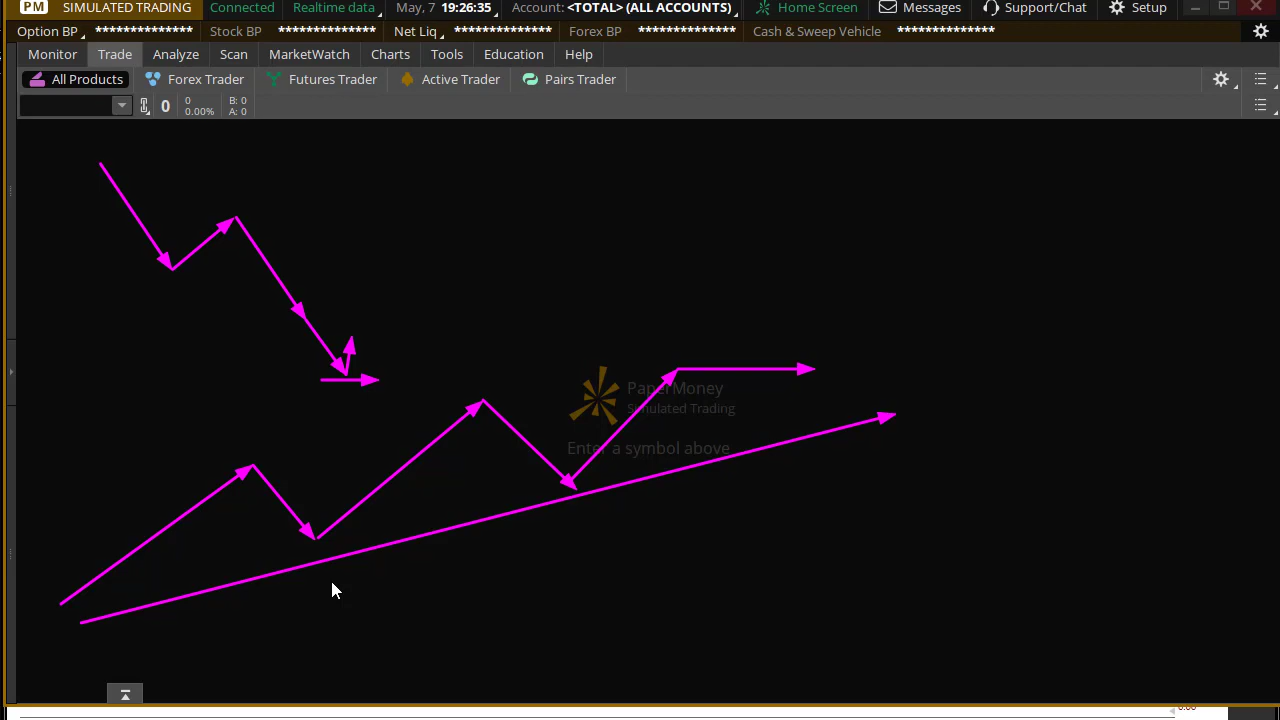 PM SIMULATED TRADING Connected Realtime data May, 7 19:26:35 Account: <TOTAL> (ALL ACCOUNTS) Home Screen Messages Support/Chat Setup
Option BP ************** Stock BP ************** Net Liq ************** Forex BP ************** Cash & Sweep Vehicle **************
Monitor Trade Analyze Scan MarketWatch Charts Tools Education Help
All Products Forex Trader Futures Trader Active Trader Pairs Trader
0 0 B: 0
0.00% A: 0
PaperMoney
Simulated Trading
Enter a symbol above
0.00